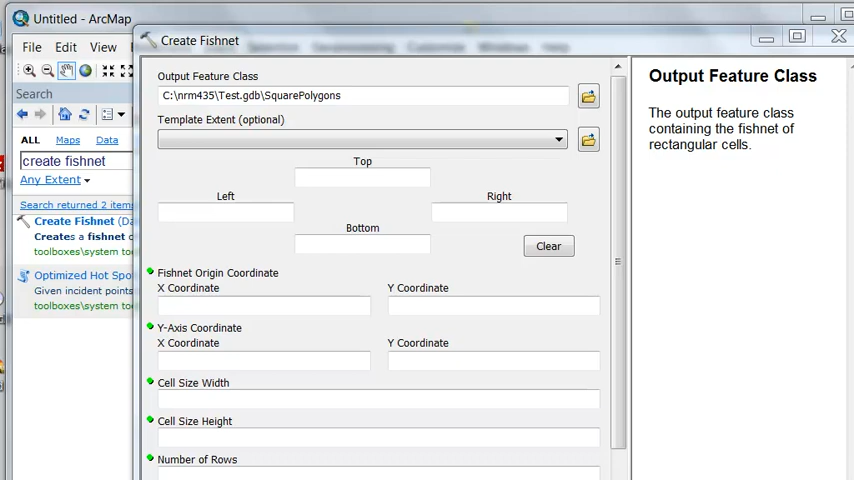 Untitled - ArcMap
Create Fishnet
File Edit View
Customize Windows Help
Search
ALL Maps Data
create fishnet
Any Extent
Search returned 2 items
Create Fishnet (Da
Creates a fishnet o
toolboxes\system to
Optimized Hot Spo
Given incident points
toolboxes\system to
Output Feature Class
C:\nrm435\Test.gdb\SquarePolygons
Template Extent (optional)
Top
Left Right
Bottom
Clear
Fishnet Origin Coordinate
X Coordinate Y Coordinate
Y-Axis Coordinate
X Coordinate Y Coordinate
Cell Size Width
Cell Size Height
Number of Rows
Output Feature Class
The output feature class
containing the fishnet of
rectangular cells.